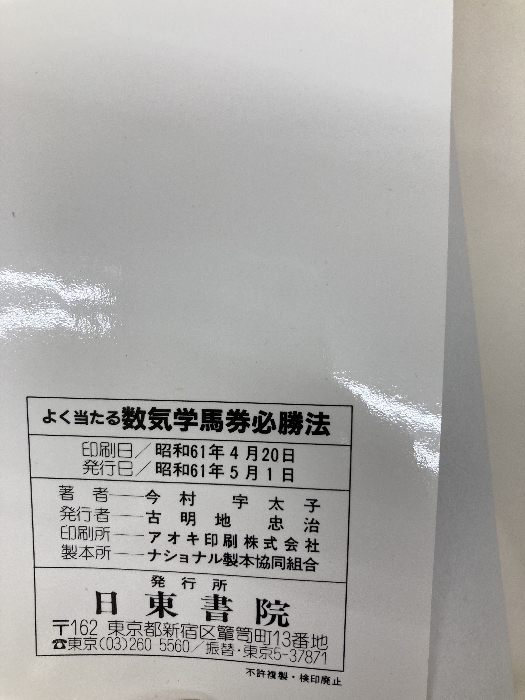 よく当たる数気学馬券必勝法
印刷日／昭和61年4月20日
発行日／昭和61年5月1日
著者――今村宇太子
発行者――古明地忠治
印刷所――アオキ印刷株式会社
製本所――ナショナル製本協同組合
発行所
日東書院
〒162 東京都新宿区簞笥町13番地
☎東京(03)260 5560／振替・東京5-37871
不許複製・検印廃止